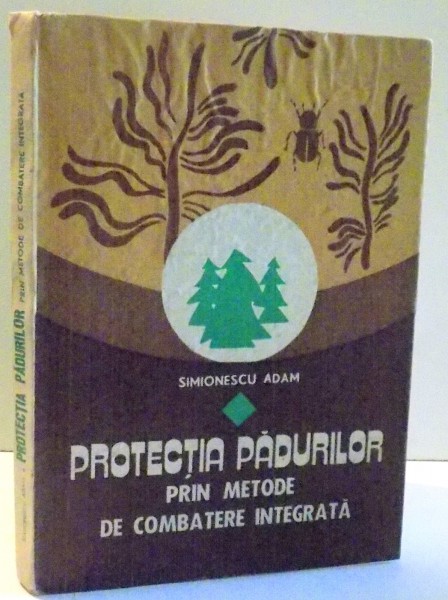 SIMIONESCU ADAM
PROTECȚIA PĂDURILOR
PRIN METODE
DE COMBATERE INTEGRATĂ
PROTECȚIA PĂDURILOR PRIN METODE DE COMBATERE INTEGRATĂ